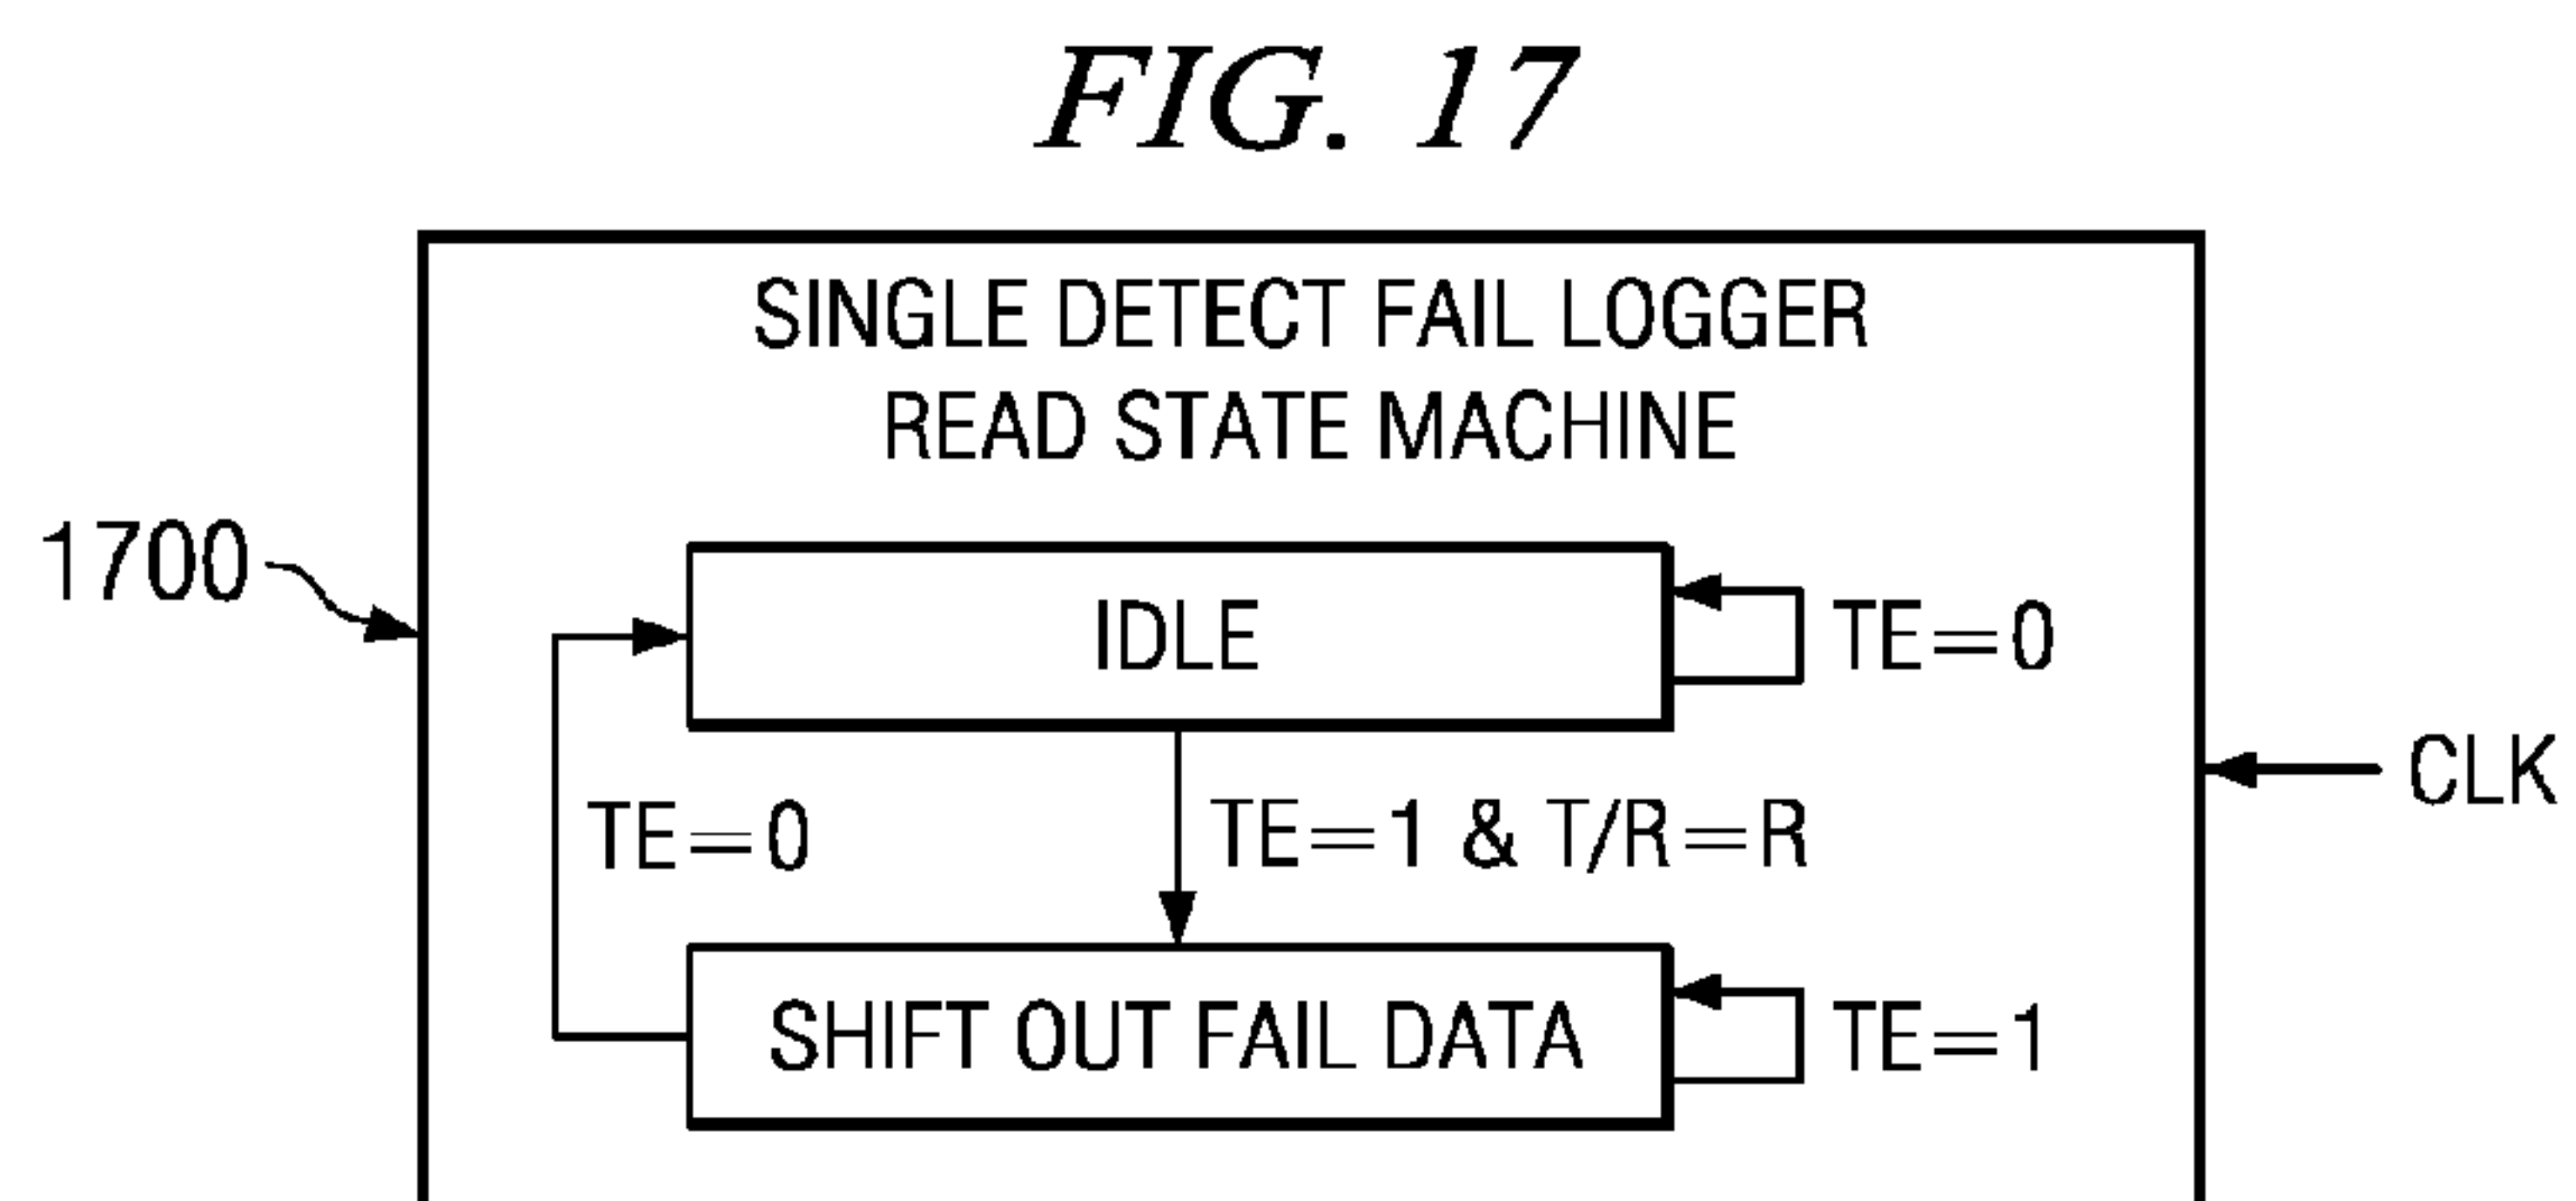 FIG. 17
SINGLE DETECT FAIL LOGGER
READ STATE MACHINE
1700
IDLE
TE=0
CLK
TE=0
TE=1 & T/R=R
SHIFT OUT FAIL DATA
TE=1